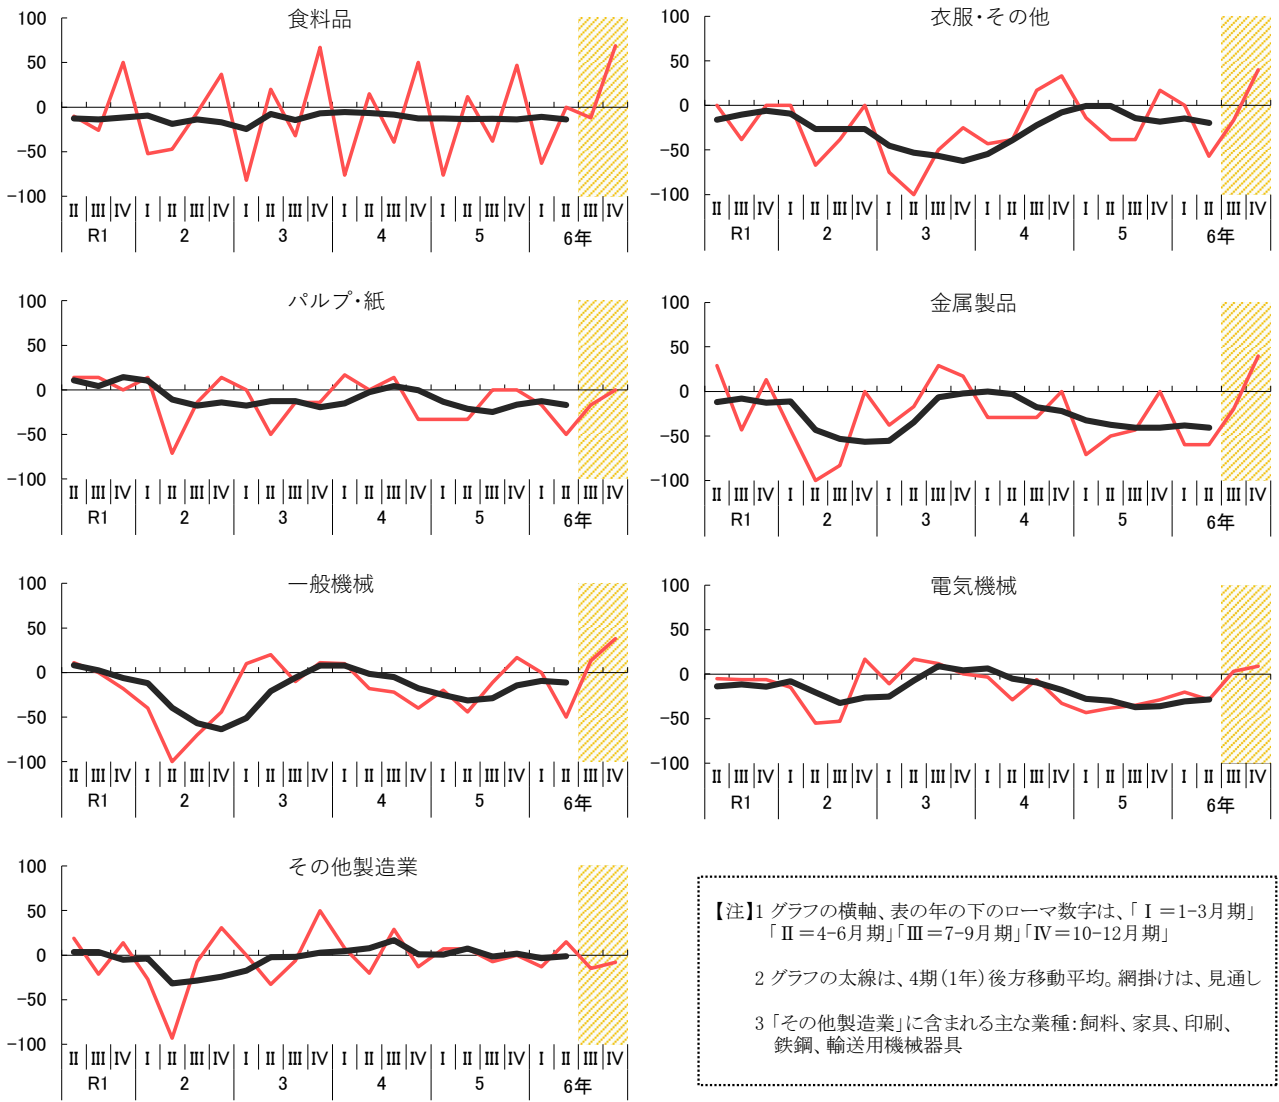 食料品
100
50
0
-50
-100
Ⅱ Ⅲ Ⅳ Ⅰ Ⅱ Ⅲ Ⅳ Ⅰ Ⅱ Ⅲ Ⅳ Ⅰ Ⅱ Ⅲ Ⅳ Ⅰ Ⅱ Ⅲ Ⅳ Ⅰ Ⅱ Ⅲ Ⅳ
R1 2 3 4 5 6年
衣服・その他
100
50
0
-50
-100
Ⅱ Ⅲ Ⅳ Ⅰ Ⅱ Ⅲ Ⅳ Ⅰ Ⅱ Ⅲ Ⅳ Ⅰ Ⅱ Ⅲ Ⅳ Ⅰ Ⅱ Ⅲ Ⅳ Ⅰ Ⅱ Ⅲ Ⅳ
R1 2 3 4 5 6年
パルプ・紙
100
50
0
-50
-100
Ⅱ Ⅲ Ⅳ Ⅰ Ⅱ Ⅲ Ⅳ Ⅰ Ⅱ Ⅲ Ⅳ Ⅰ Ⅱ Ⅲ Ⅳ Ⅰ Ⅱ Ⅲ Ⅳ Ⅰ Ⅱ Ⅲ Ⅳ
R1 2 3 4 5 6年
金属製品
100
50
0
-50
-100
Ⅱ Ⅲ Ⅳ Ⅰ Ⅱ Ⅲ Ⅳ Ⅰ Ⅱ Ⅲ Ⅳ Ⅰ Ⅱ Ⅲ Ⅳ Ⅰ Ⅱ Ⅲ Ⅳ Ⅰ Ⅱ Ⅲ Ⅳ
R1 2 3 4 5 6年
一般機械
100
50
0
-50
-100
Ⅱ Ⅲ Ⅳ Ⅰ Ⅱ Ⅲ Ⅳ Ⅰ Ⅱ Ⅲ Ⅳ Ⅰ Ⅱ Ⅲ Ⅳ Ⅰ Ⅱ Ⅲ Ⅳ Ⅰ Ⅱ Ⅲ Ⅳ
R1 2 3 4 5 6年
電気機械
100
50
0
-50
-100
Ⅱ Ⅲ Ⅳ Ⅰ Ⅱ Ⅲ Ⅳ Ⅰ Ⅱ Ⅲ Ⅳ Ⅰ Ⅱ Ⅲ Ⅳ Ⅰ Ⅱ Ⅲ Ⅳ Ⅰ Ⅱ Ⅲ Ⅳ
R1 2 3 4 5 6年
その他製造業
100
50
0
-50
-100
Ⅱ Ⅲ Ⅳ Ⅰ Ⅱ Ⅲ Ⅳ Ⅰ Ⅱ Ⅲ Ⅳ Ⅰ Ⅱ Ⅲ Ⅳ Ⅰ Ⅱ Ⅲ Ⅳ Ⅰ Ⅱ Ⅲ Ⅳ
R1 2 3 4 5 6年
【注】1 グラフの横軸、表の年の下のローマ数字は、「Ⅰ=1-3月期」
「Ⅱ=4-6月期」「Ⅲ=7-9月期」「Ⅳ=10-12月期」
2 グラフの太線は、4期(1年)後方移動平均。網掛けは、見通し
3 「その他製造業」に含まれる主な業種:飼料、家具、印刷、
鉄鋼、輸送用機械器具